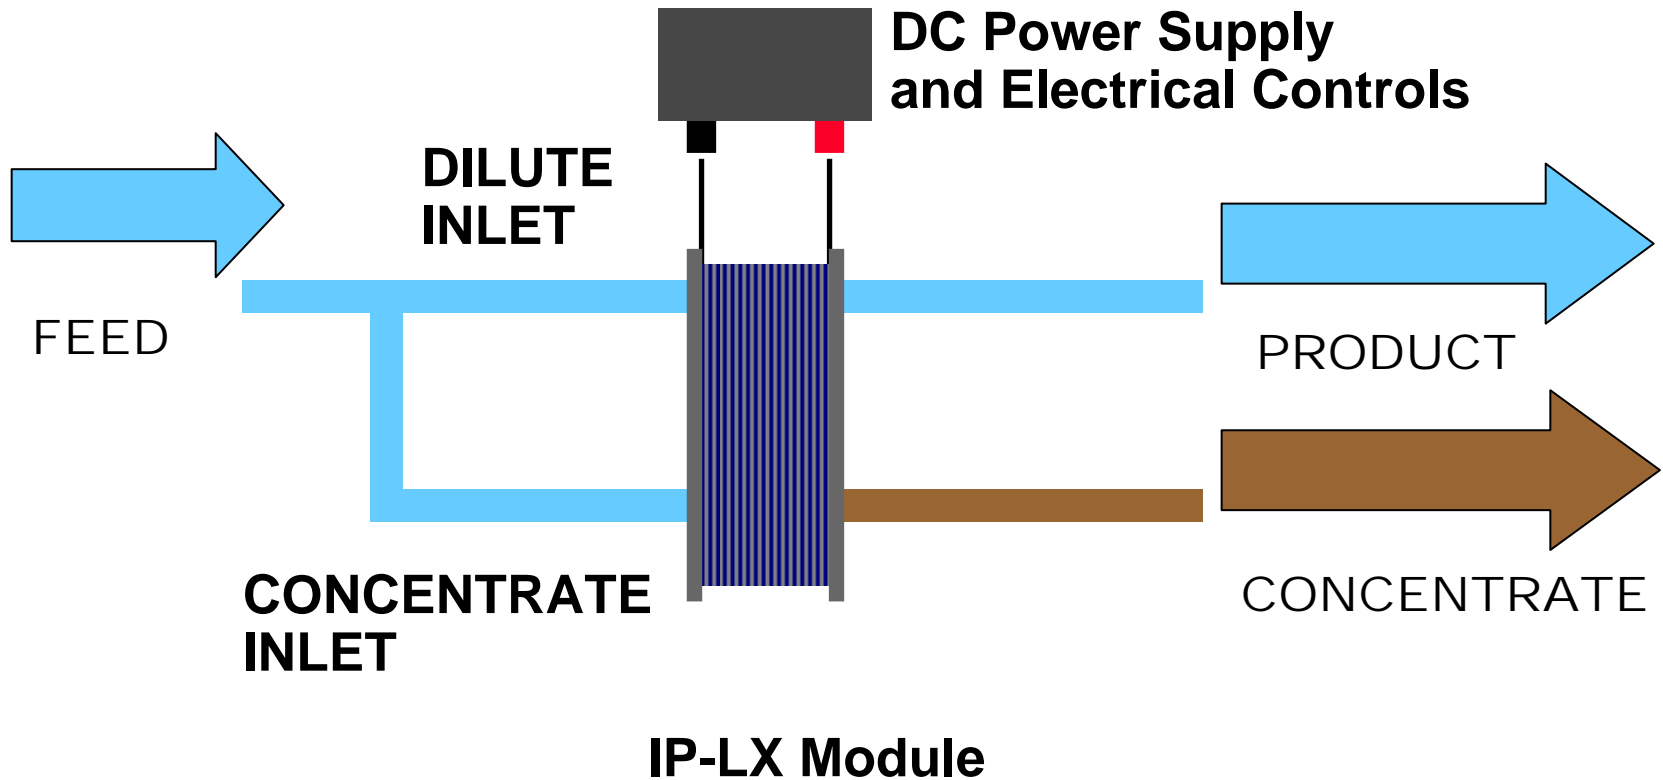 DC Power Supply
and Electrical Controls
DILUTE
INLET
FEED
PRODUCT
CONCENTRATE
INLET
CONCENTRATE
IP-LX Module